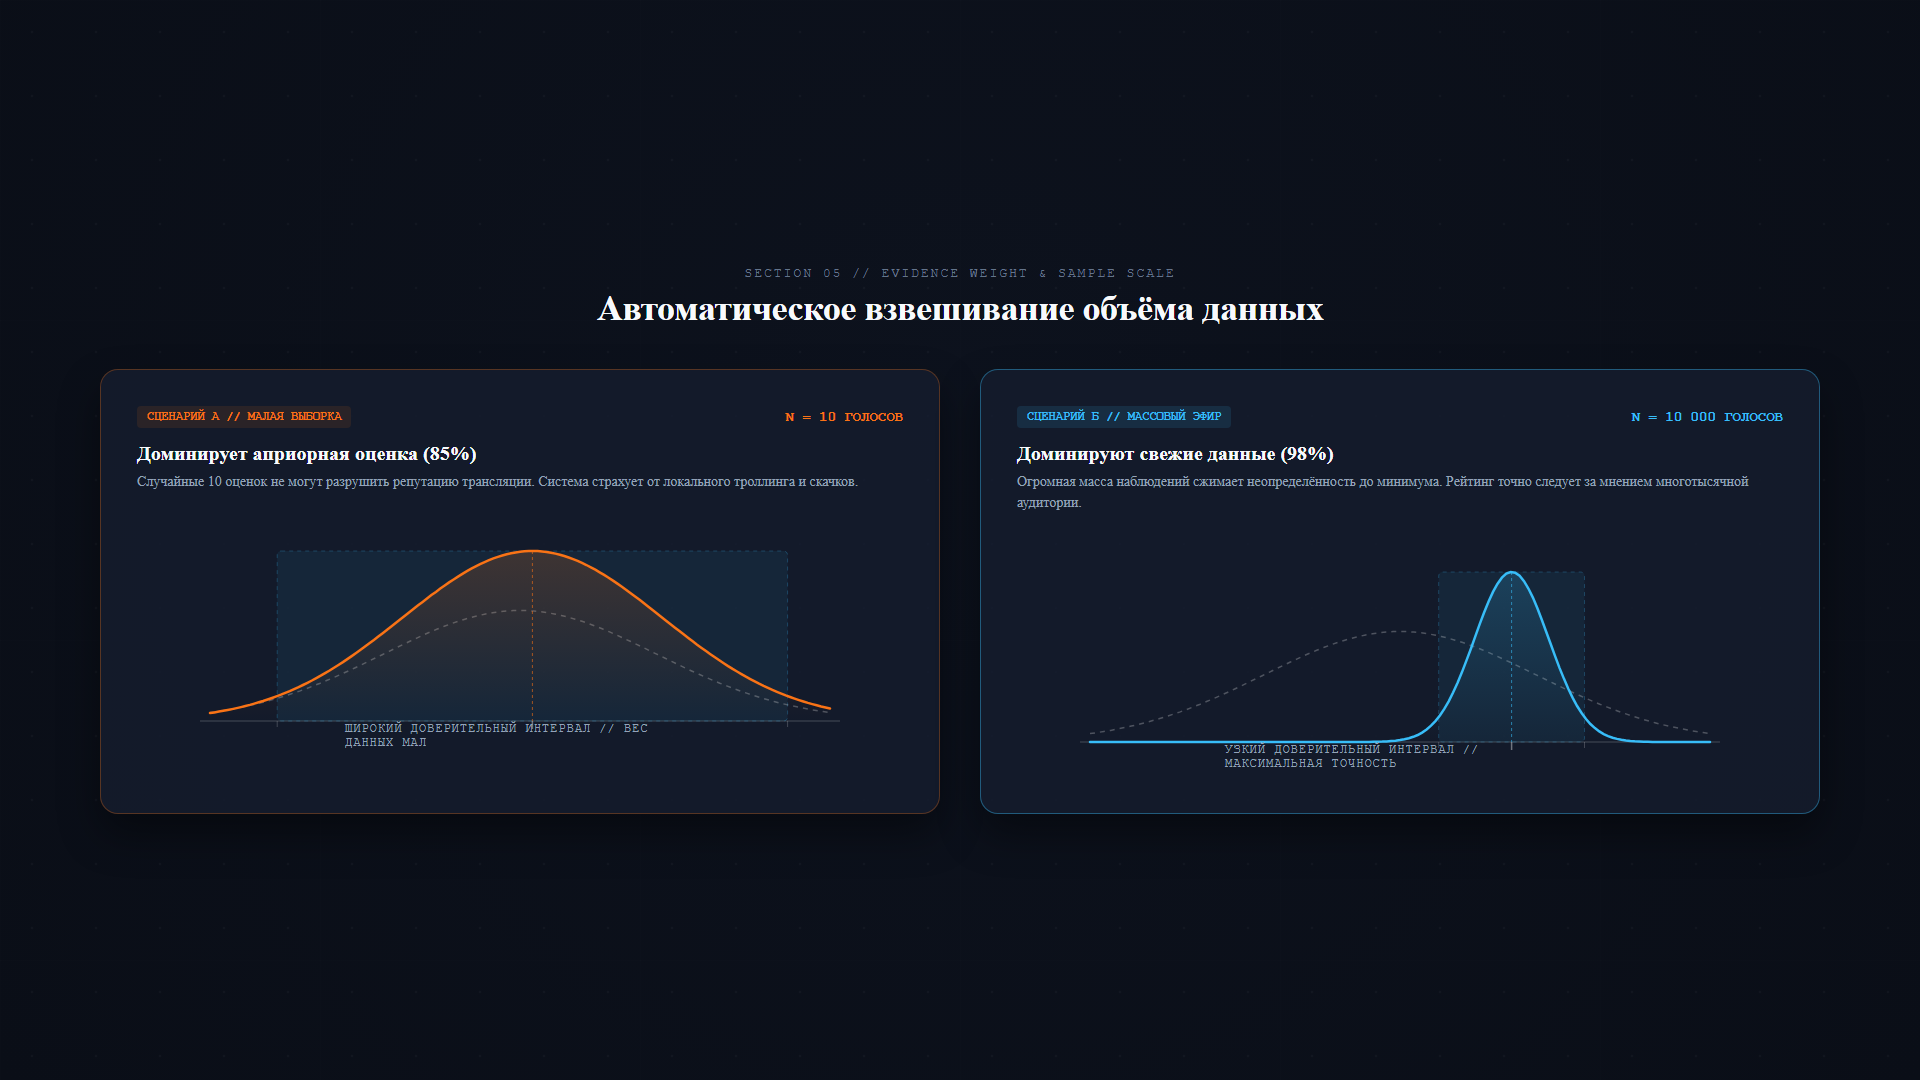 SECTION 05 // EVIDENCE WEIGHT & SAMPLE SCALE
Автоматическое взвешивание объёма данных
СЦЕНАРИЙ А // МАЛАЯ ВЫБОРКА
N = 10 ГОЛОСОВ
Доминирует априорная оценка (85%)
Случайные 10 оценок не могут разрушить репутацию трансляции. Система страхует от локального троллинга и скачков.
ШИРОКИЙ ДОВЕРИТЕЛЬНЫЙ ИНТЕРВАЛ // ВЕС
ДАННЫХ МАЛ
СЦЕНАРИЙ Б // МАССОВЫЙ ЭФИР
N = 10 000 ГОЛОСОВ
Доминируют свежие данные (98%)
Огромная масса наблюдений сжимает неопределённость до минимума. Рейтинг точно следует за мнением многотысячной
аудитории.
УЗКИЙ ДОВЕРИТЕЛЬНЫЙ ИНТЕРВАЛ //
МАКСИМАЛЬНАЯ ТОЧНОСТЬ